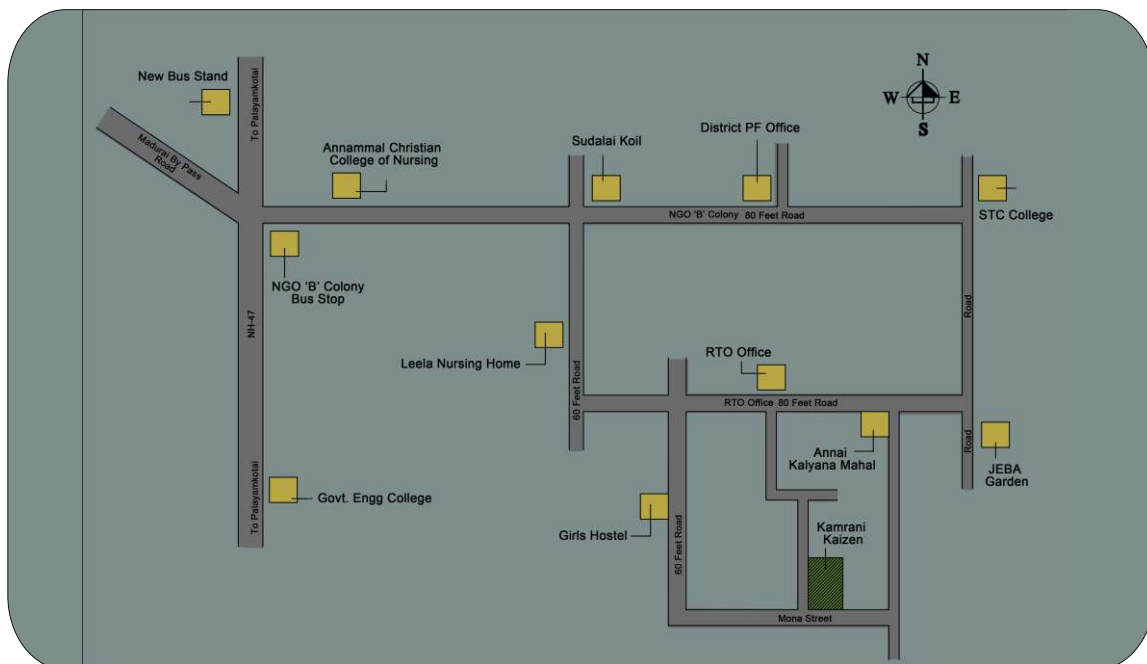 N
New Bus Stand
W
E
S
To Palayamkotai
Madurai By Pass
Road
Annammal Christian
College of Nursing
Sudalai Koil
District PF Office
STC College
NGO 'B' Colony 80 Feet Road
NGO 'B' Colony
Bus Stop
NH-47
Road
Leela Nursing Home
RTO Office
60 Feet Road
RTO Office 80 Feet Road
Annai
Kalyana Mahal
Road
JEBA
Garden
To Palayamkotai
Govt. Engg College
Girls Hostel
60 Feet Road
Kamrani
Kaizen
Mona Street